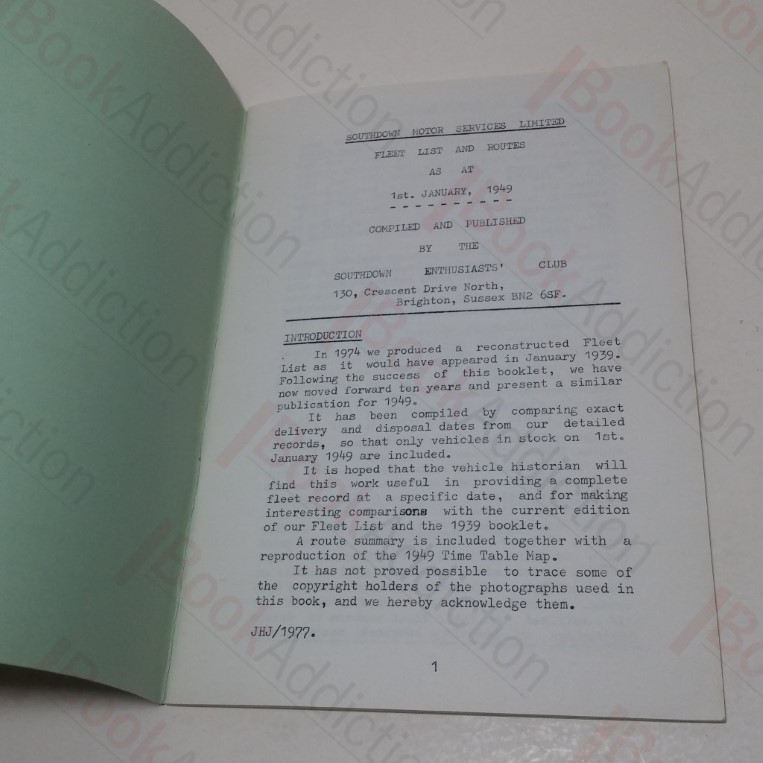 SOUTHDOWN MOTOR SERVICES LIMITED
FLEET LIST AND ROUTES
AS AT
1st. JANUARY, 1949
COMPILED AND PUBLISHED
BY THE
SOUTHDOWN ENTHUSIASTS' CLUB
130, Crescent Drive North,
Brighton, Sussex BN2 6SF.
INTRODUCTION
In 1974 we produced a reconstructed Fleet
List as it would have appeared in January 1939.
Following the success of this booklet, we have
now moved forward ten years and present a similar
publication for 1949.
It has been compiled by comparing exact
delivery and disposal dates from our detailed
records, so that only vehicles in stock on 1st.
January 1949 are included.
It is hoped that the vehicle historian will
find this work useful in providing a complete
fleet record at a specific date, and for making
interesting comparisons with the current edition
of our Fleet List and the 1939 booklet.
A route summary is included together with a
reproduction of the 1949 Time Table Map.
It has not proved possible to trace some of
the copyright holders of the photographs used in
this book, and we hereby acknowledge them.
JHJ/1977.
1
BookAddiction